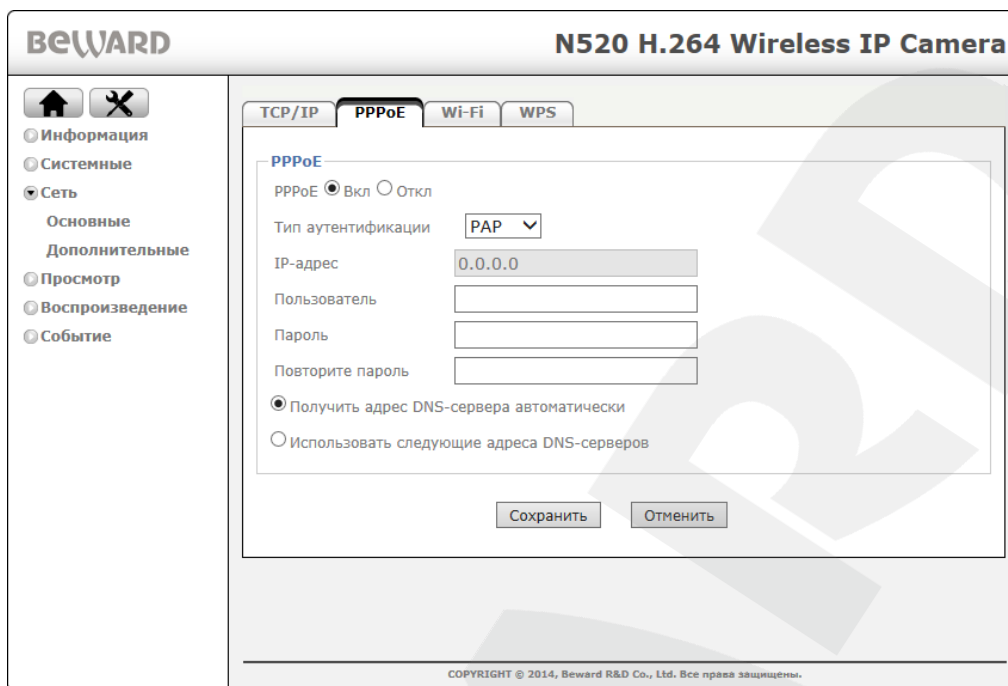 BEWARD
N520 H.264 Wireless IP Camera
Информация
Системные
Сеть
Основные
Дополнительные
Просмотр
Воспроизведение
Событие
TCP/IP PPPoE Wi-Fi WPS
PPPoE
PPPoE Вкл Откл
Тип аутентификации PAP
IP-адрес 0.0.0.0
Пользователь
Пароль
Повторите пароль
Получить адрес DNS-сервера автоматически
Использовать следующие адреса DNS-серверов
Сохранить Отменить
COPYRIGHT © 2014, Beward R&D Co., Ltd. Все права защищены.